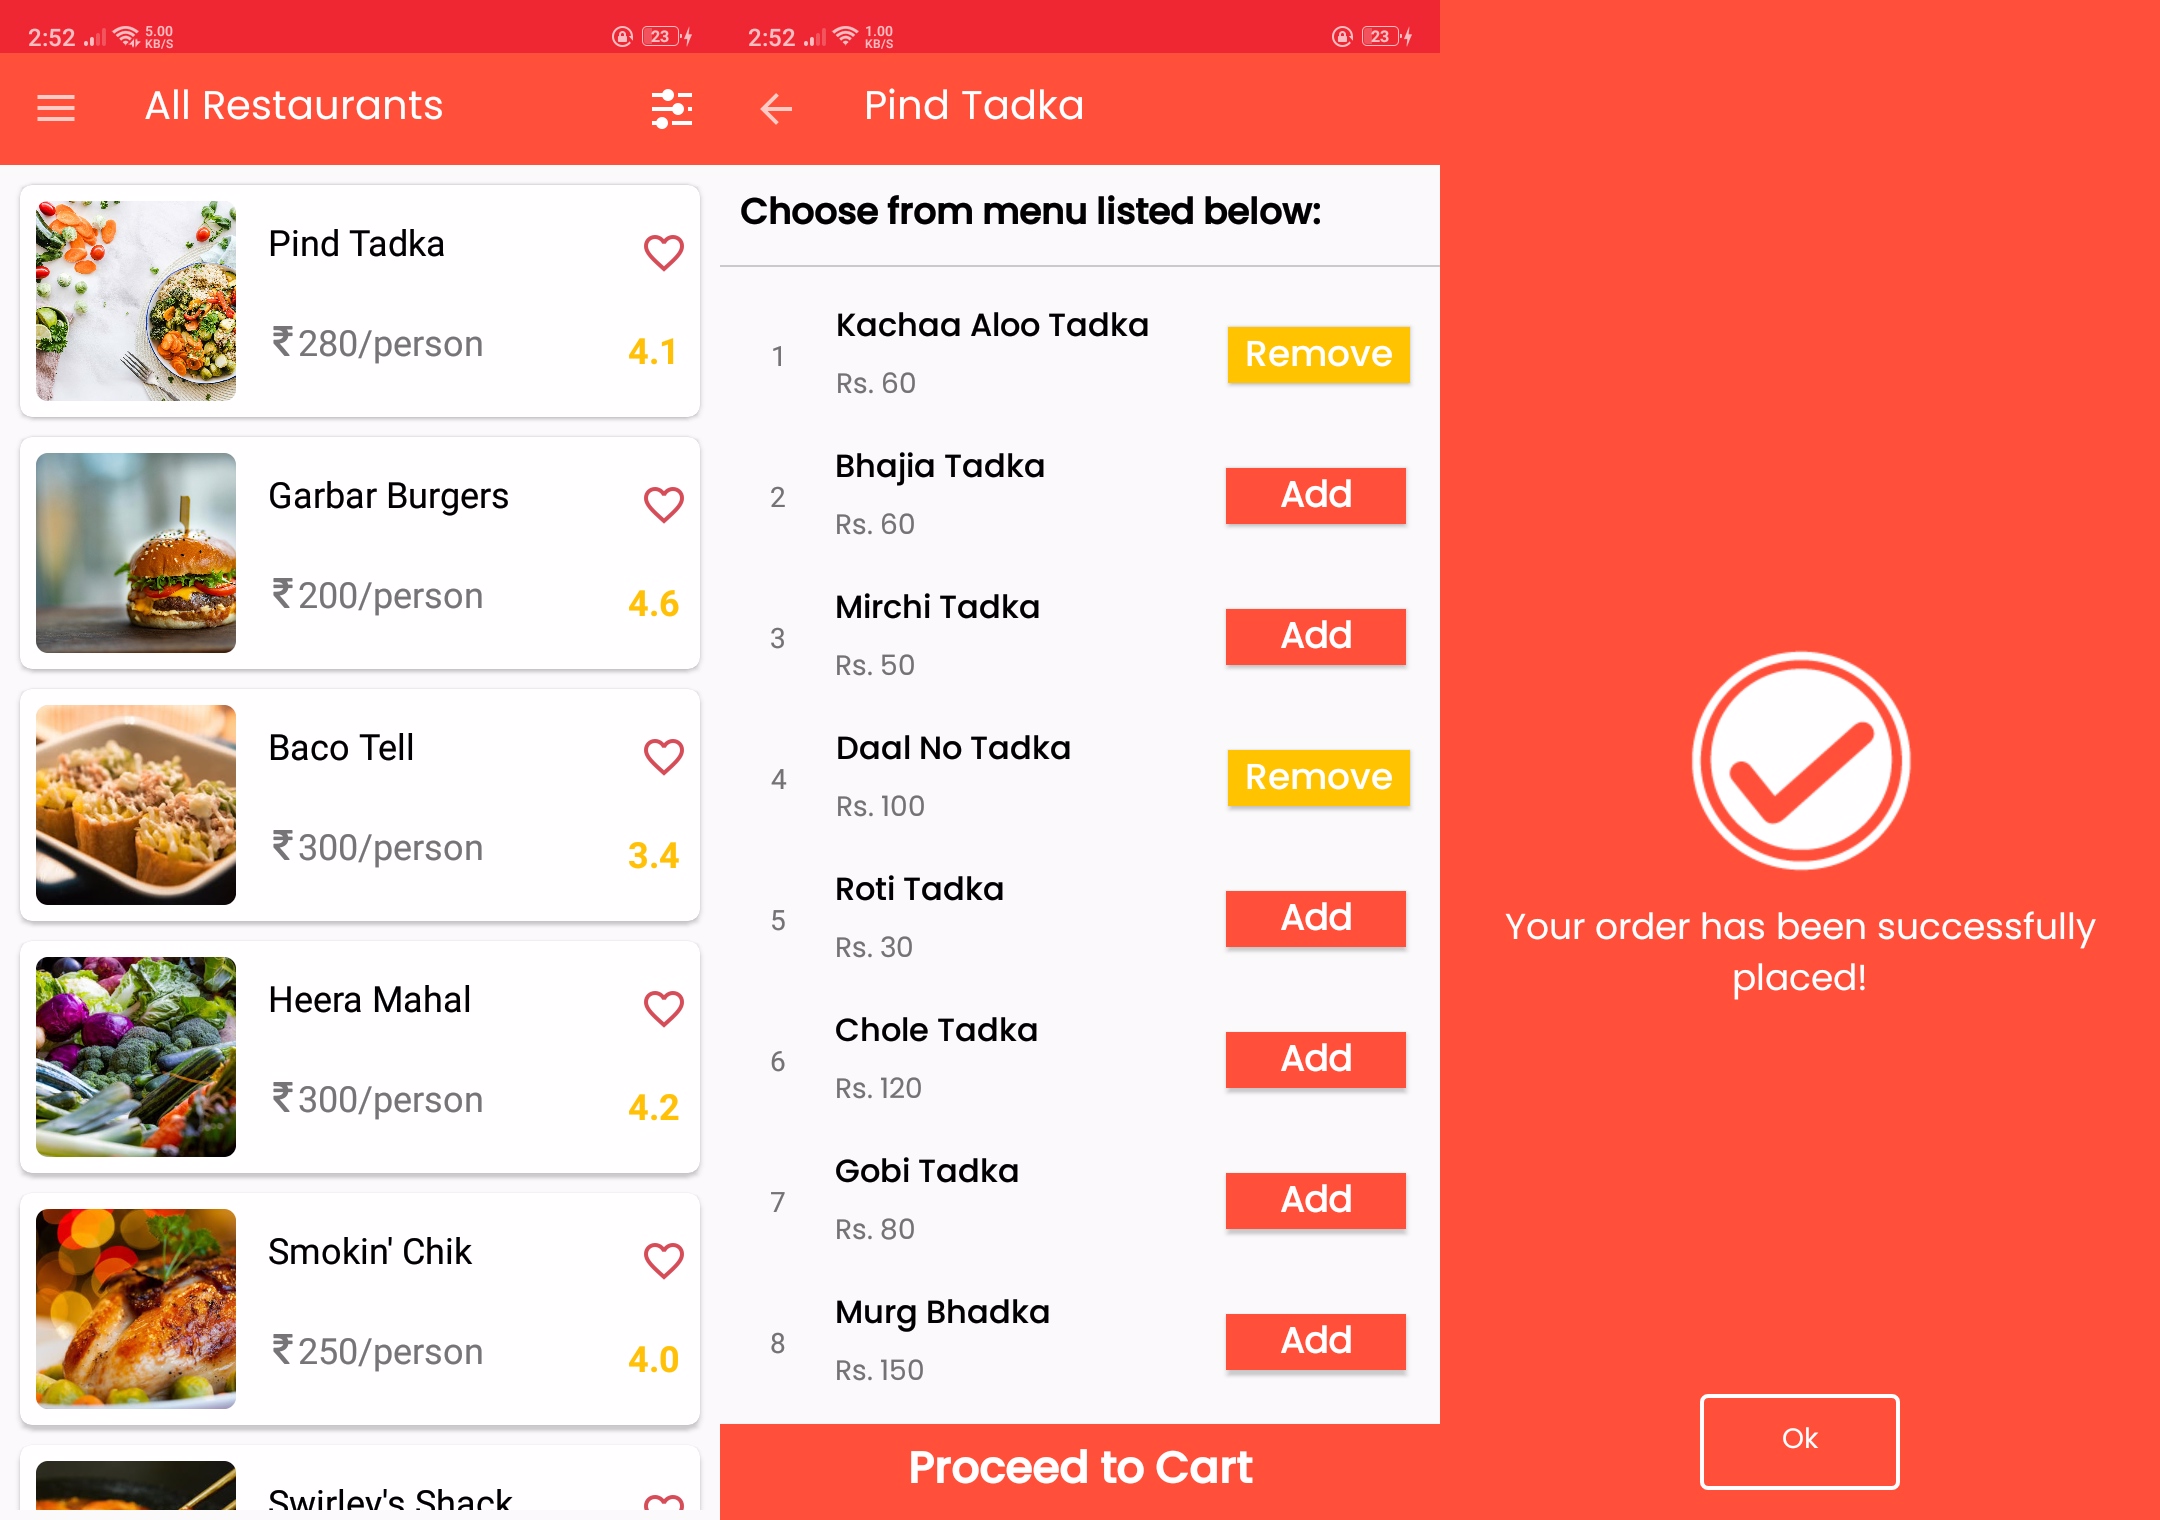 2:52 5.00 KB/S 23
All Restaurants
Pind Tadka
₹280/person 4.1
Garbar Burgers
₹200/person 4.6
Baco Tell
₹300/person 3.4
Heera Mahal
₹300/person 4.2
Smokin' Chik
₹250/person 4.0
Swirley's Shack
2:52 1.00 KB/S 23
Pind Tadka
Choose from menu listed below:
1 Kachaa Aloo Tadka Remove
Rs. 60
2 Bhajia Tadka Add
Rs. 60
3 Mirchi Tadka Add
Rs. 50
4 Daal No Tadka Remove
Rs. 100
5 Roti Tadka Add
Rs. 30
6 Chole Tadka Add
Rs. 120
7 Gobi Tadka Add
Rs. 80
8 Murg Bhadka Add
Rs. 150
Proceed to Cart
Your order has been successfully
placed!
Ok